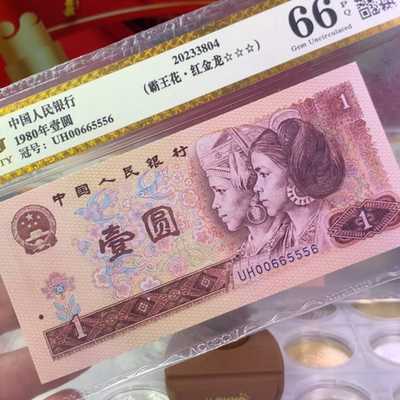 中国人民银行
1980年壹圆
冠号: UH00665556
TY
20233804
(霸王花·红金龙☆☆☆)
66
P
Q
Gem Uncirculated
中国人民银行
1
壹圆
1
UH00665556
1